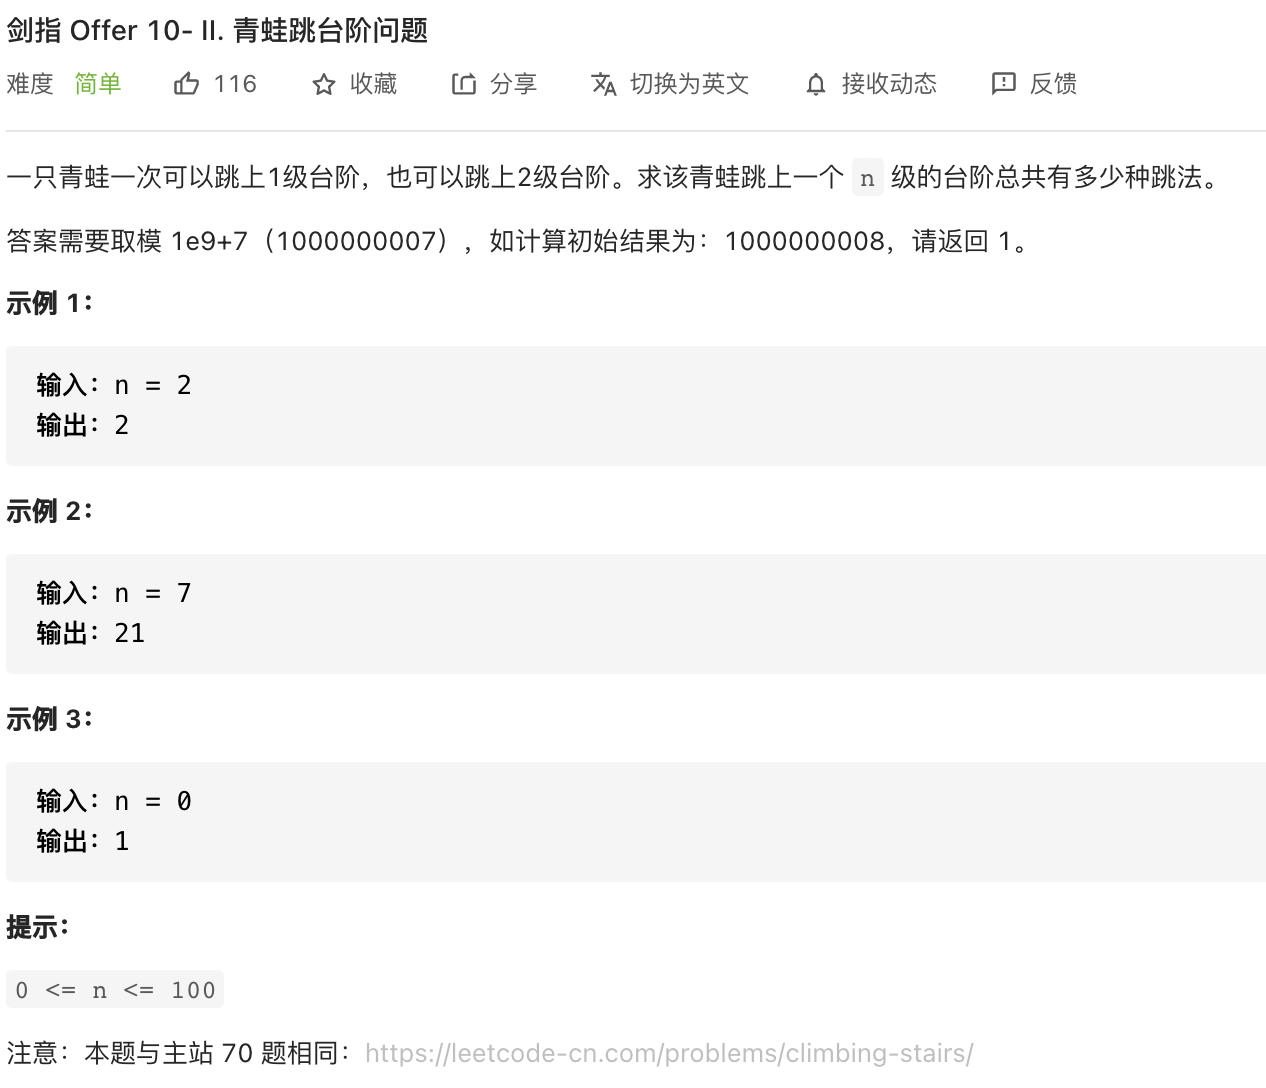 剑指 Offer 10- II. 青蛙跳台阶问题
难度 简单 116 收藏 分享 切换为英文 接收动态 反馈
一只青蛙一次可以跳上1级台阶，也可以跳上2级台阶。求该青蛙跳上一个 n 级的台阶总共有多少种跳法。
答案需要取模 1e9+7（1000000007），如计算初始结果为：1000000008，请返回 1。
示例 1：
输入：n = 2
输出：2
示例 2：
输入：n = 7
输出：21
示例 3：
输入：n = 0
输出：1
提示：
0 <= n <= 100
注意：本题与主站 70 题相同：https://leetcode-cn.com/problems/climbing-stairs/